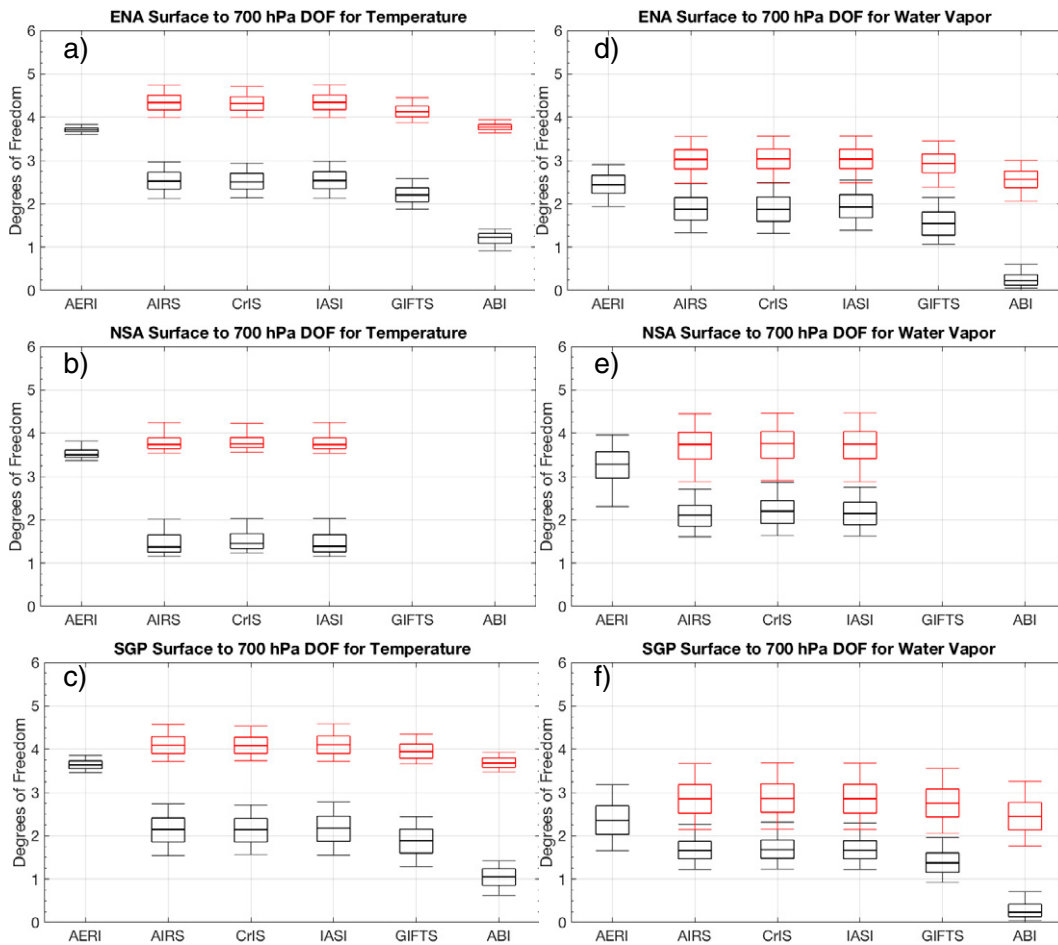 ENA Surface to 700 hPa DOF for Temperature
a)
Degrees of Freedom
6
5
4
3
2
1
0
AERI AIRS CrIS IASI GIFTS ABI
ENA Surface to 700 hPa DOF for Water Vapor
d)
Degrees of Freedom
6
5
4
3
2
1
0
AERI AIRS CrIS IASI GIFTS ABI
NSA Surface to 700 hPa DOF for Temperature
b)
Degrees of Freedom
6
5
4
3
2
1
0
AERI AIRS CrIS IASI GIFTS ABI
NSA Surface to 700 hPa DOF for Water Vapor
e)
Degrees of Freedom
6
5
4
3
2
1
0
AERI AIRS CrIS IASI GIFTS ABI
SGP Surface to 700 hPa DOF for Temperature
c)
Degrees of Freedom
6
5
4
3
2
1
0
AERI AIRS CrIS IASI GIFTS ABI
SGP Surface to 700 hPa DOF for Water Vapor
f)
Degrees of Freedom
6
5
4
3
2
1
0
AERI AIRS CrIS IASI GIFTS ABI